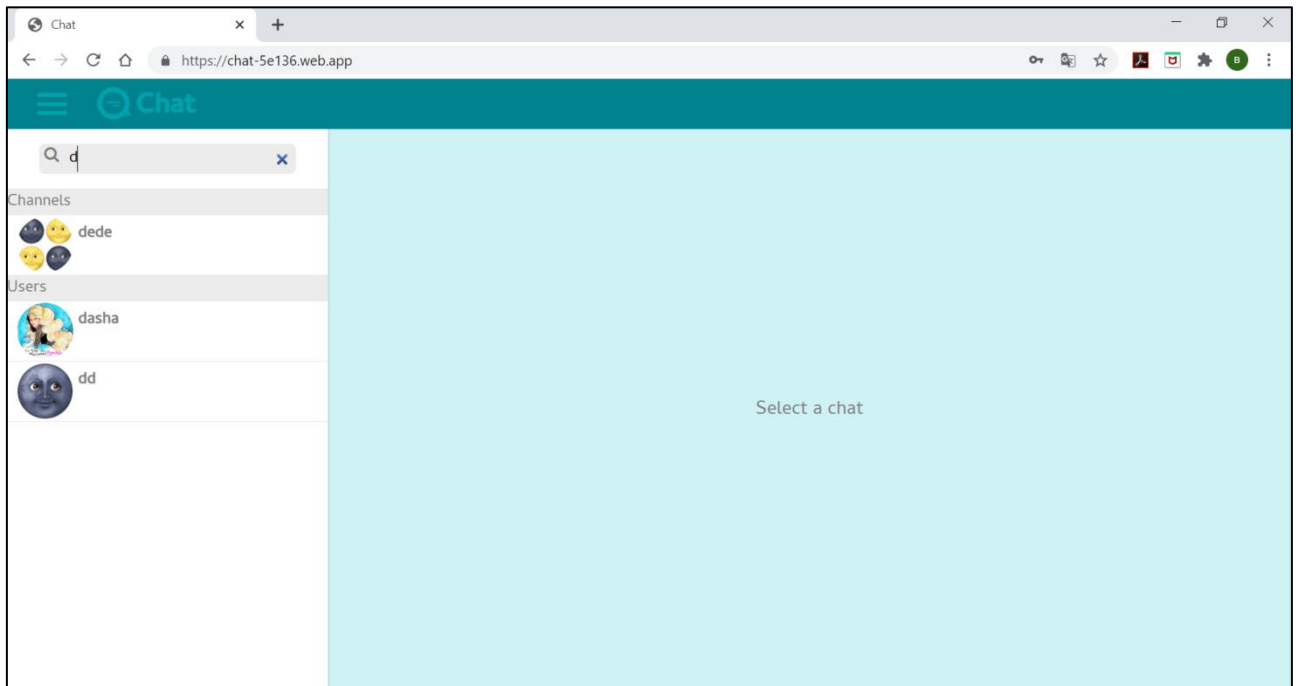 Chat
https://chat-5e136.web.app
B
Chat
d
Channels
dede
Users
dasha
dd
Select a chat